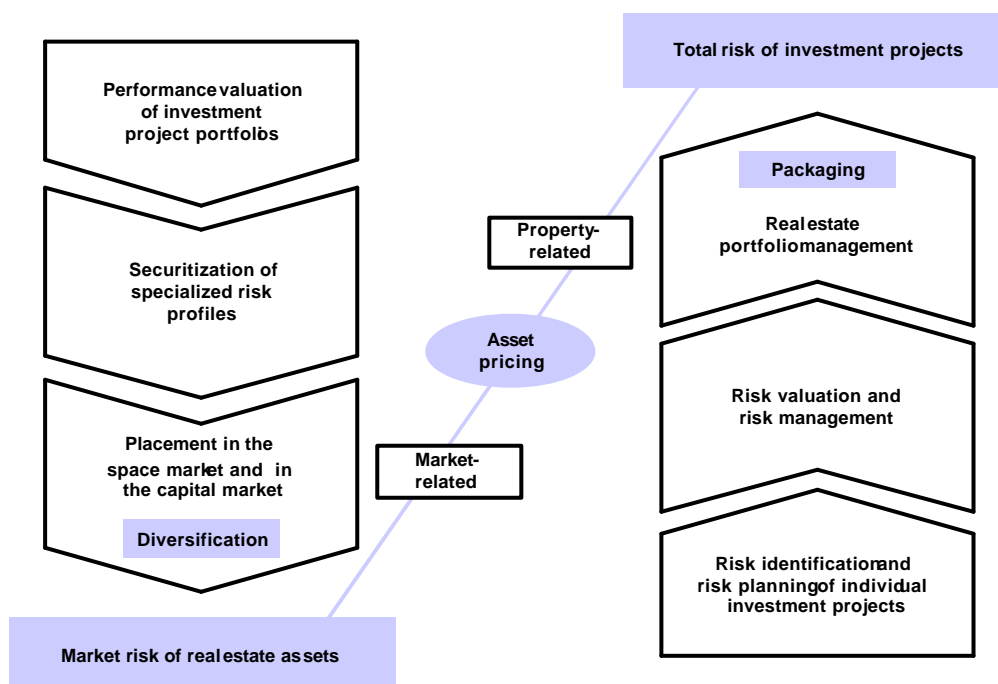 Total risk of investment projects
Performance valuation
of investment
project portfolios
Packaging
Real estate
portfolio management
Property-
related
Securitization of
specialized risk
profiles
Asset
pricing
Risk valuation and
risk management
Placement in the
space market and in
the capital market
Diversification
Market-
related
Risk identification and
risk planning of individual
investment projects
Market risk of real estate assets